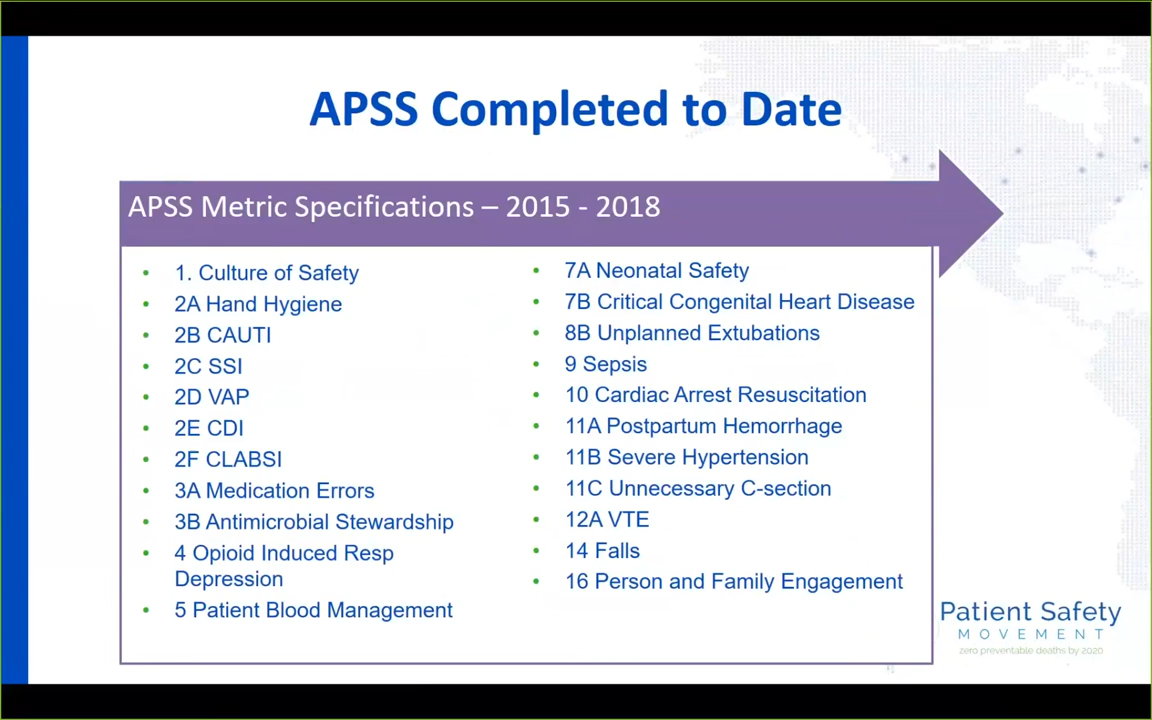 APSS Completed to Date
APSS Metric Specifications – 2015 - 2018
1. Culture of Safety
2A Hand Hygiene
2B CAUTI
2C SSI
2D VAP
2E CDI
2F CLABSI
3A Medication Errors
3B Antimicrobial Stewardship
4 Opioid Induced Resp
Depression
5 Patient Blood Management
7A Neonatal Safety
7B Critical Congenital Heart Disease
8B Unplanned Extubations
9 Sepsis
10 Cardiac Arrest Resuscitation
11A Postpartum Hemorrhage
11B Severe Hypertension
11C Unnecessary C-section
12A VTE
14 Falls
16 Person and Family Engagement
Patient Safety
MOVEMENT
zero preventable deaths by 2020